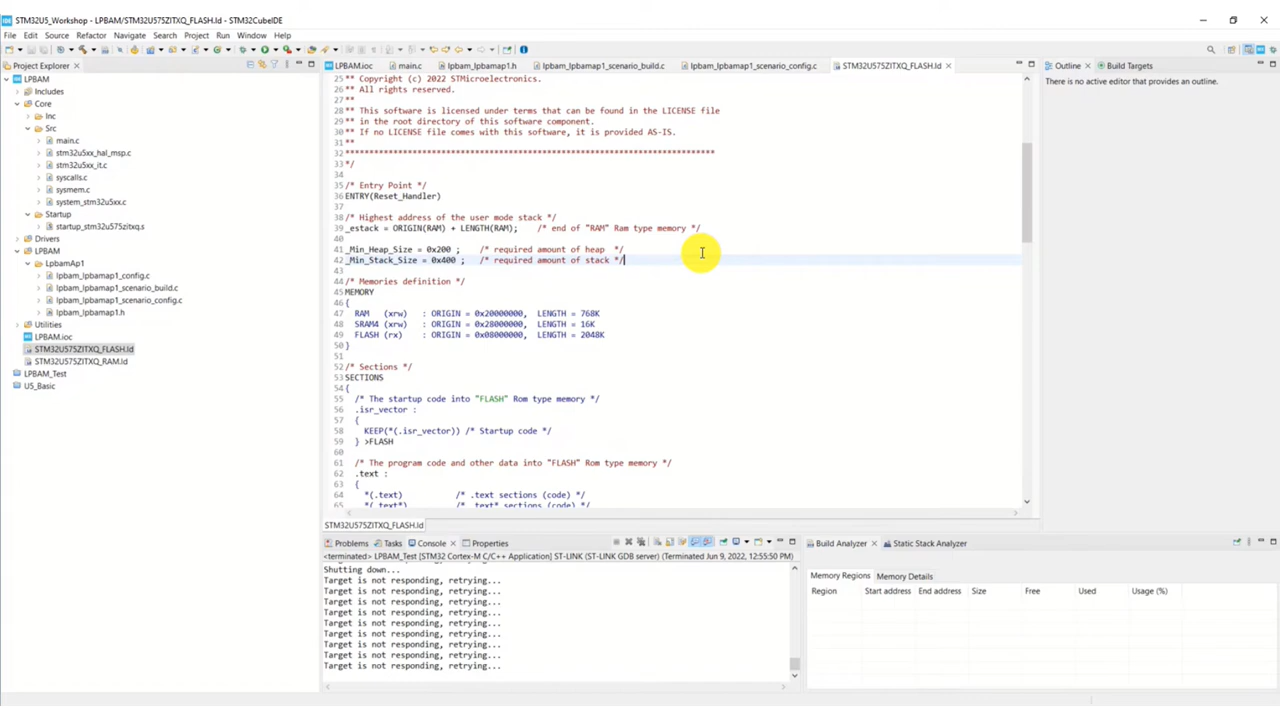 STM32U5_Workshop - LPBAM/STM32U575ZITXQ_FLASH.ld - STM32CubeIDE
File Edit Source Refactor Navigate Search Project Run Window Help
Project Explorer
LPBAM
Includes
Core
Inc
Src
main.c
stm32u5xx_hal_msp.c
stm32u5xx_it.c
syscalls.c
sysmem.c
system_stm32u5xx.c
Startup
startup_stm32u575zitxq.s
Drivers
LPBAM
LpbamAp1
lpbam_lpbamap1_config.c
lpbam_lpbamap1_scenario_build.c
lpbam_lpbamap1_scenario_config.c
lpbam_lpbamap1.h
Utilities
LPBAM.ioc
STM32U575ZITXQ_FLASH.ld
STM32U575ZITXQ_RAM.ld
LPBAM_Test
U5_Basic
LPBAM.ioc main.c lpbam_lpbamap1.h lpbam_lpbamap1_scenario_build.c lpbam_lpbamap1_scenario_config.c STM32U575ZITXQ_FLASH.ld
25 ** Copyright (c) 2022 STMicroelectronics.
26 ** All rights reserved.
27 **
28 ** This software is licensed under terms that can be found in the LICENSE file
29 ** in the root directory of this software component.
30 ** If no LICENSE file comes with this software, it is provided AS-IS.
31 **
32 ******************************************************************************
33 */
34
35 /* Entry Point */
36 ENTRY(Reset_Handler)
37
38 /* Highest address of the user mode stack */
39 _estack = ORIGIN(RAM) + LENGTH(RAM); /* end of "RAM" Ram type memory */
40
41 _Min_Heap_Size = 0x200 ; /* required amount of heap */
42 _Min_Stack_Size = 0x400 ; /* required amount of stack */
43
44 /* Memories definition */
45 MEMORY
46 {
47 RAM (xrw) : ORIGIN = 0x20000000, LENGTH = 768K
48 SRAM4 (xrw) : ORIGIN = 0x28000000, LENGTH = 16K
49 FLASH (rx) : ORIGIN = 0x08000000, LENGTH = 2048K
50 }
51
52 /* Sections */
53 SECTIONS
54 {
55 /* The startup code into "FLASH" Rom type memory */
56 .isr_vector :
57 {
58 KEEP(*(.isr_vector)) /* Startup code */
59 } >FLASH
60
61 /* The program code and other data into "FLASH" Rom type memory */
62 .text :
63 {
64 *(.text) /* .text sections (code) */
65 *(.text*) /* .text* sections (code) */
STM32U575ZITXQ_FLASH.ld
Outline Build Targets
There is no active editor that provides an outline.
Problems Tasks Console Properties
<terminated> LPBAM_Test [STM32 Cortex-M C/C++ Application] ST-LINK (ST-LINK GDB server) (Terminated Jun 9, 2022, 12:55:50 PM)
Shutting down...
Target is not responding, retrying...
Target is not responding, retrying...
Target is not responding, retrying...
Target is not responding, retrying...
Target is not responding, retrying...
Target is not responding, retrying...
Target is not responding, retrying...
Target is not responding, retrying...
Target is not responding, retrying...
Build Analyzer Static Stack Analyzer
Memory Regions Memory Details
Region Start address End address Size Free Used Usage (%)